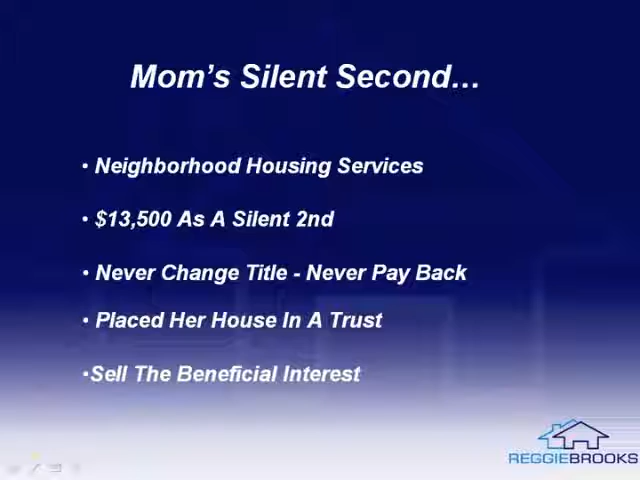 Mom's Silent Second...
• Neighborhood Housing Services
• $13,500 As A Silent 2nd
• Never Change Title - Never Pay Back
• Placed Her House In A Trust
•Sell The Beneficial Interest
REGGIEBROOKS